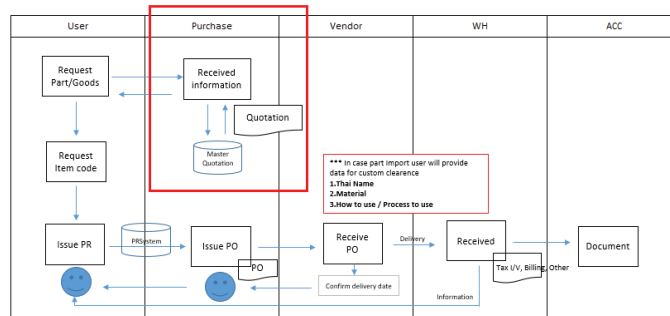 User
Purchase
Vendor
WH
ACC
Request
Part/Goods
Received
information
Quotation
Master
Quotation
Request
Item code
*** In case part import user will provide
data for custom clearence
1.Thai Name
2.Material
3.How to use / Process to use
Issue PR
PRSystem
Issue PO
PO
Receive
PO
Delivery
Received
Document
Tax I/V, Billing, Other
Confirm delivery date
Information